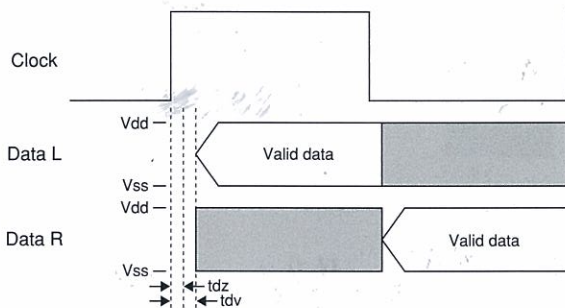 Clock
Vdd
Data L
Valid data
Vss
Vdd
Data R
Valid data
Vss
tdz
tdv